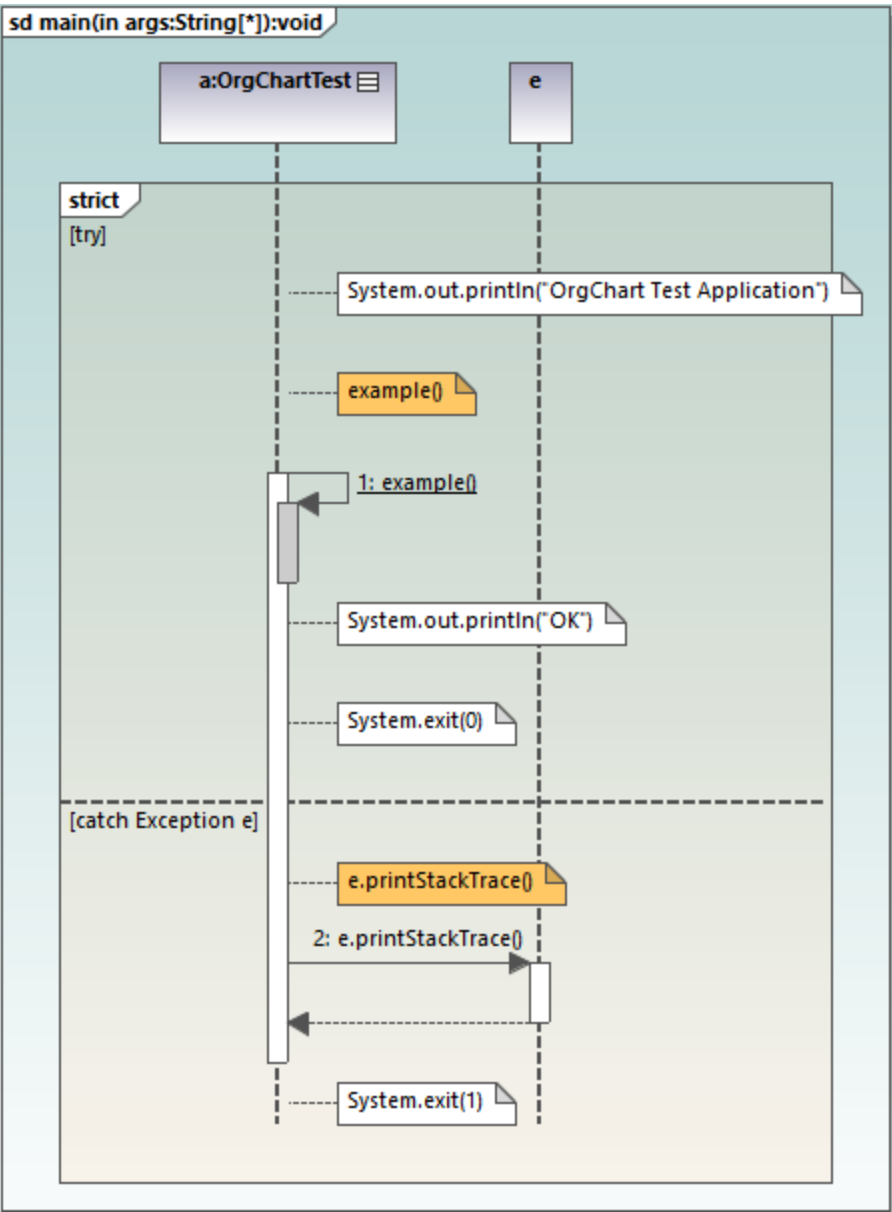 sd main(in args:String[*]):void
a:OrgChartTest
e
strict
[try]
System.out.println("OrgChart Test Application")
example()
1: example()
System.out.println("OK")
System.exit(0)
[catch Exception e]
e.printStackTrace()
2: e.printStackTrace()
System.exit(1)